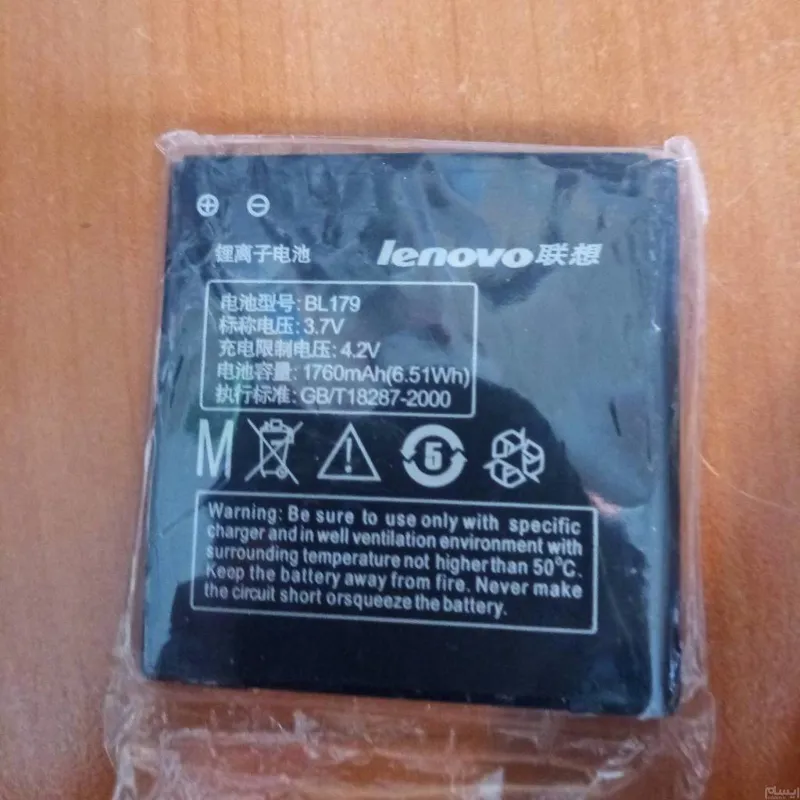 ⊕ ⊖
锂离子电池 lenovo联想
电池型号: BL179
标称电压: 3.7V
充电限制电压: 4.2V
电池容量: 1760mAh(6.51Wh)
执行标准: GB/T18287-2000
M 5
Warning: Be sure to use only with specific
charger and in well ventilation environment with
surrounding temperature not higher than 50°C.
Keep the battery away from fire. Never make
the circuit short orsqueeze the battery.
ایسام